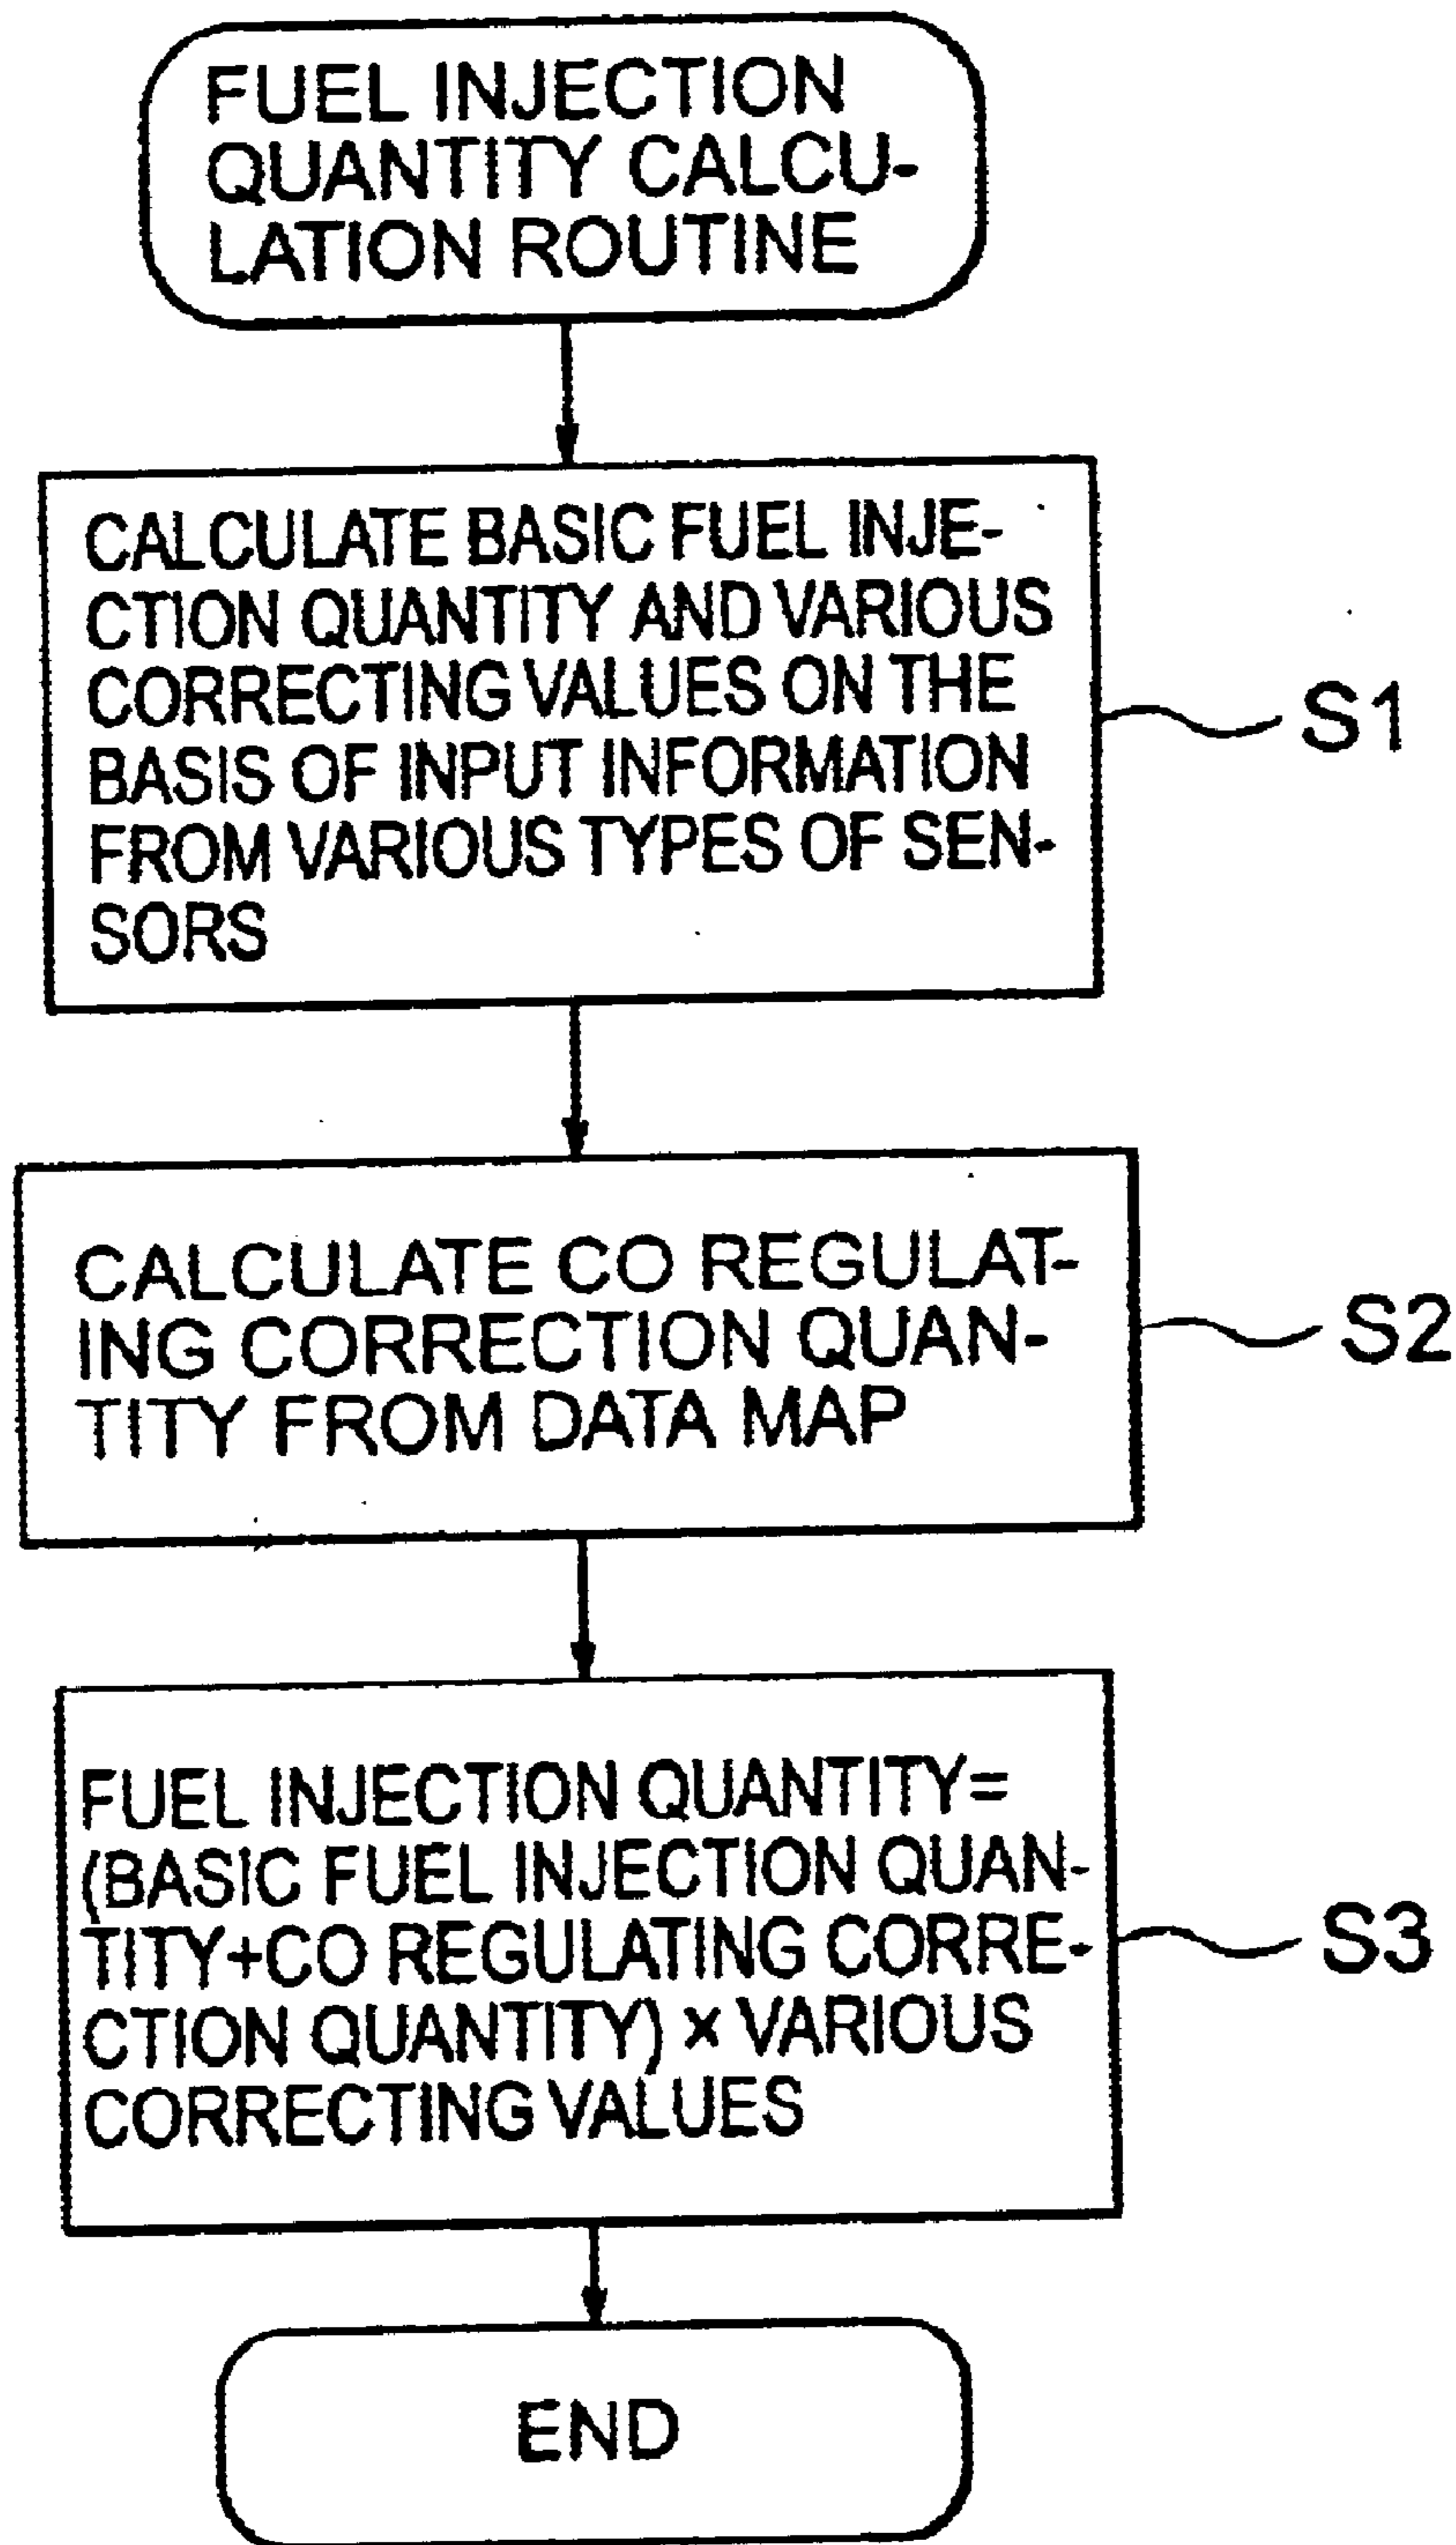 FUEL INJECTION
QUANTITY CALCU-
LATION ROUTINE
CALCULATE BASIC FUEL INJE-
CTION QUANTITY AND VARIOUS
CORRECTING VALUES ON THE
BASIS OF INPUT INFORMATION
FROM VARIOUS TYPES OF SEN-
SORS
S1
CALCULATE CO REGULAT-
ING CORRECTION QUAN-
TITY FROM DATA MAP
S2
FUEL INJECTION QUANTITY=
(BASIC FUEL INJECTION QUAN-
TITY+CO REGULATING CORRE-
CTION QUANTITY) × VARIOUS
CORRECTING VALUES
S3
END